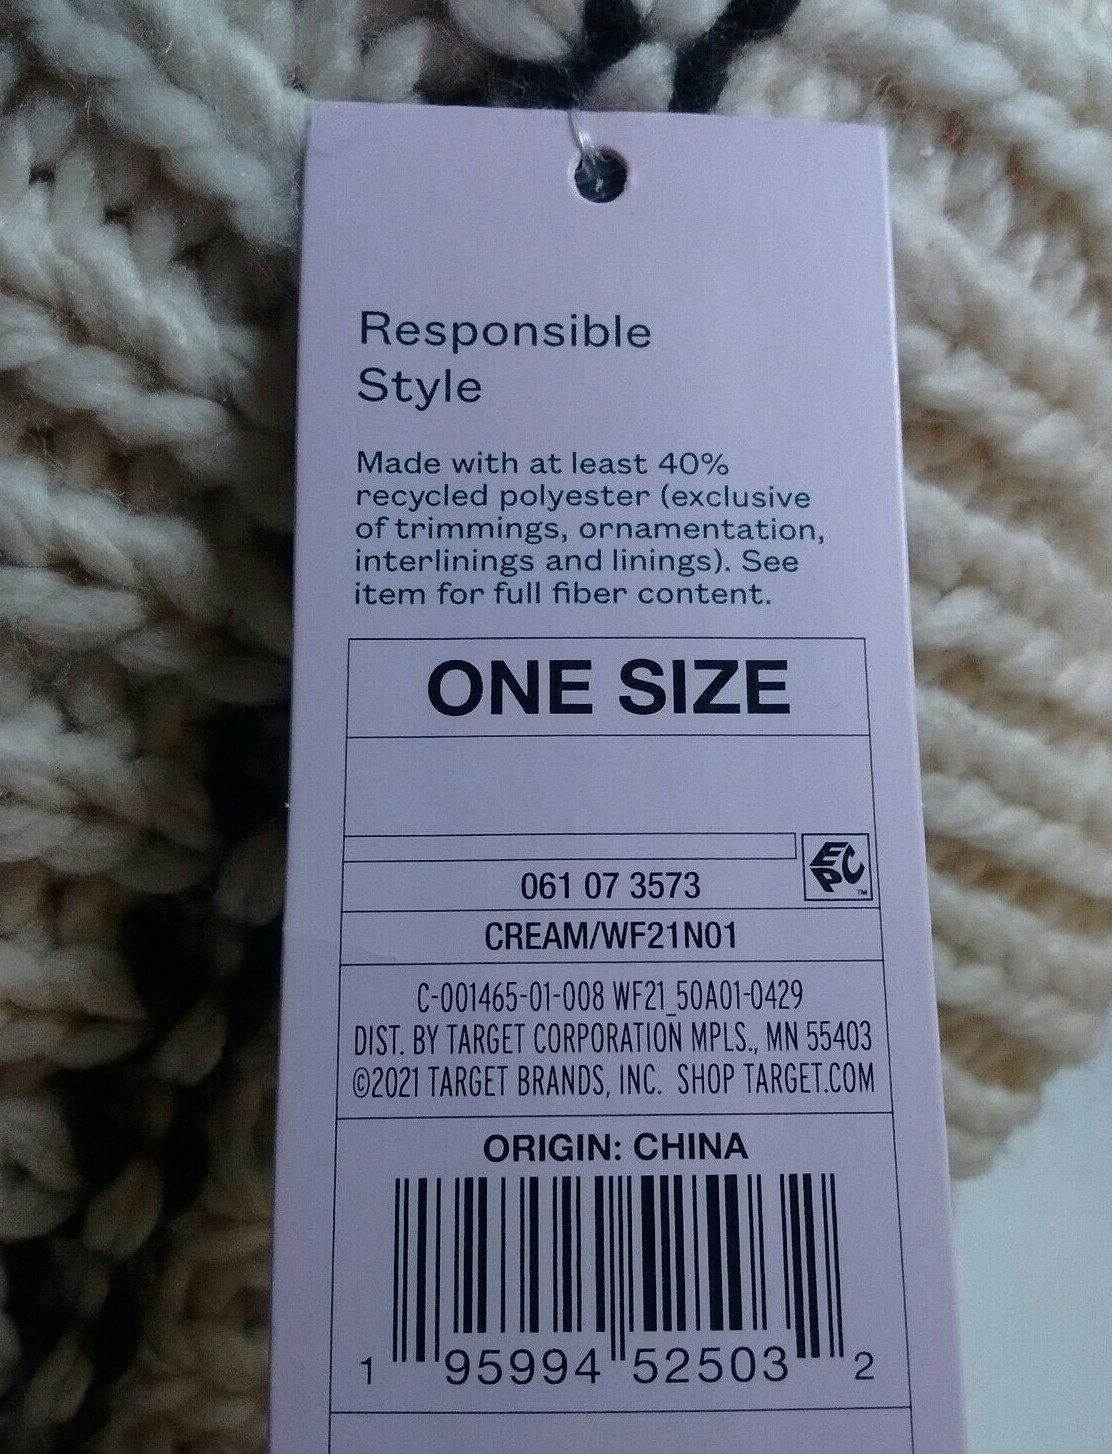 Responsible
Style
Made with at least 40%
recycled polyester (exclusive
of trimmings, ornamentation,
interlinings and linings). See
item for full fiber content.
ONE SIZE
EPC™
061 07 3573
CREAM/WF21N01
C-001465-01-008 WF21_50A01-0429
DIST. BY TARGET CORPORATION MPLS., MN 55403
©2021 TARGET BRANDS, INC. SHOP TARGET.COM
ORIGIN: CHINA
1 95994 52503 2